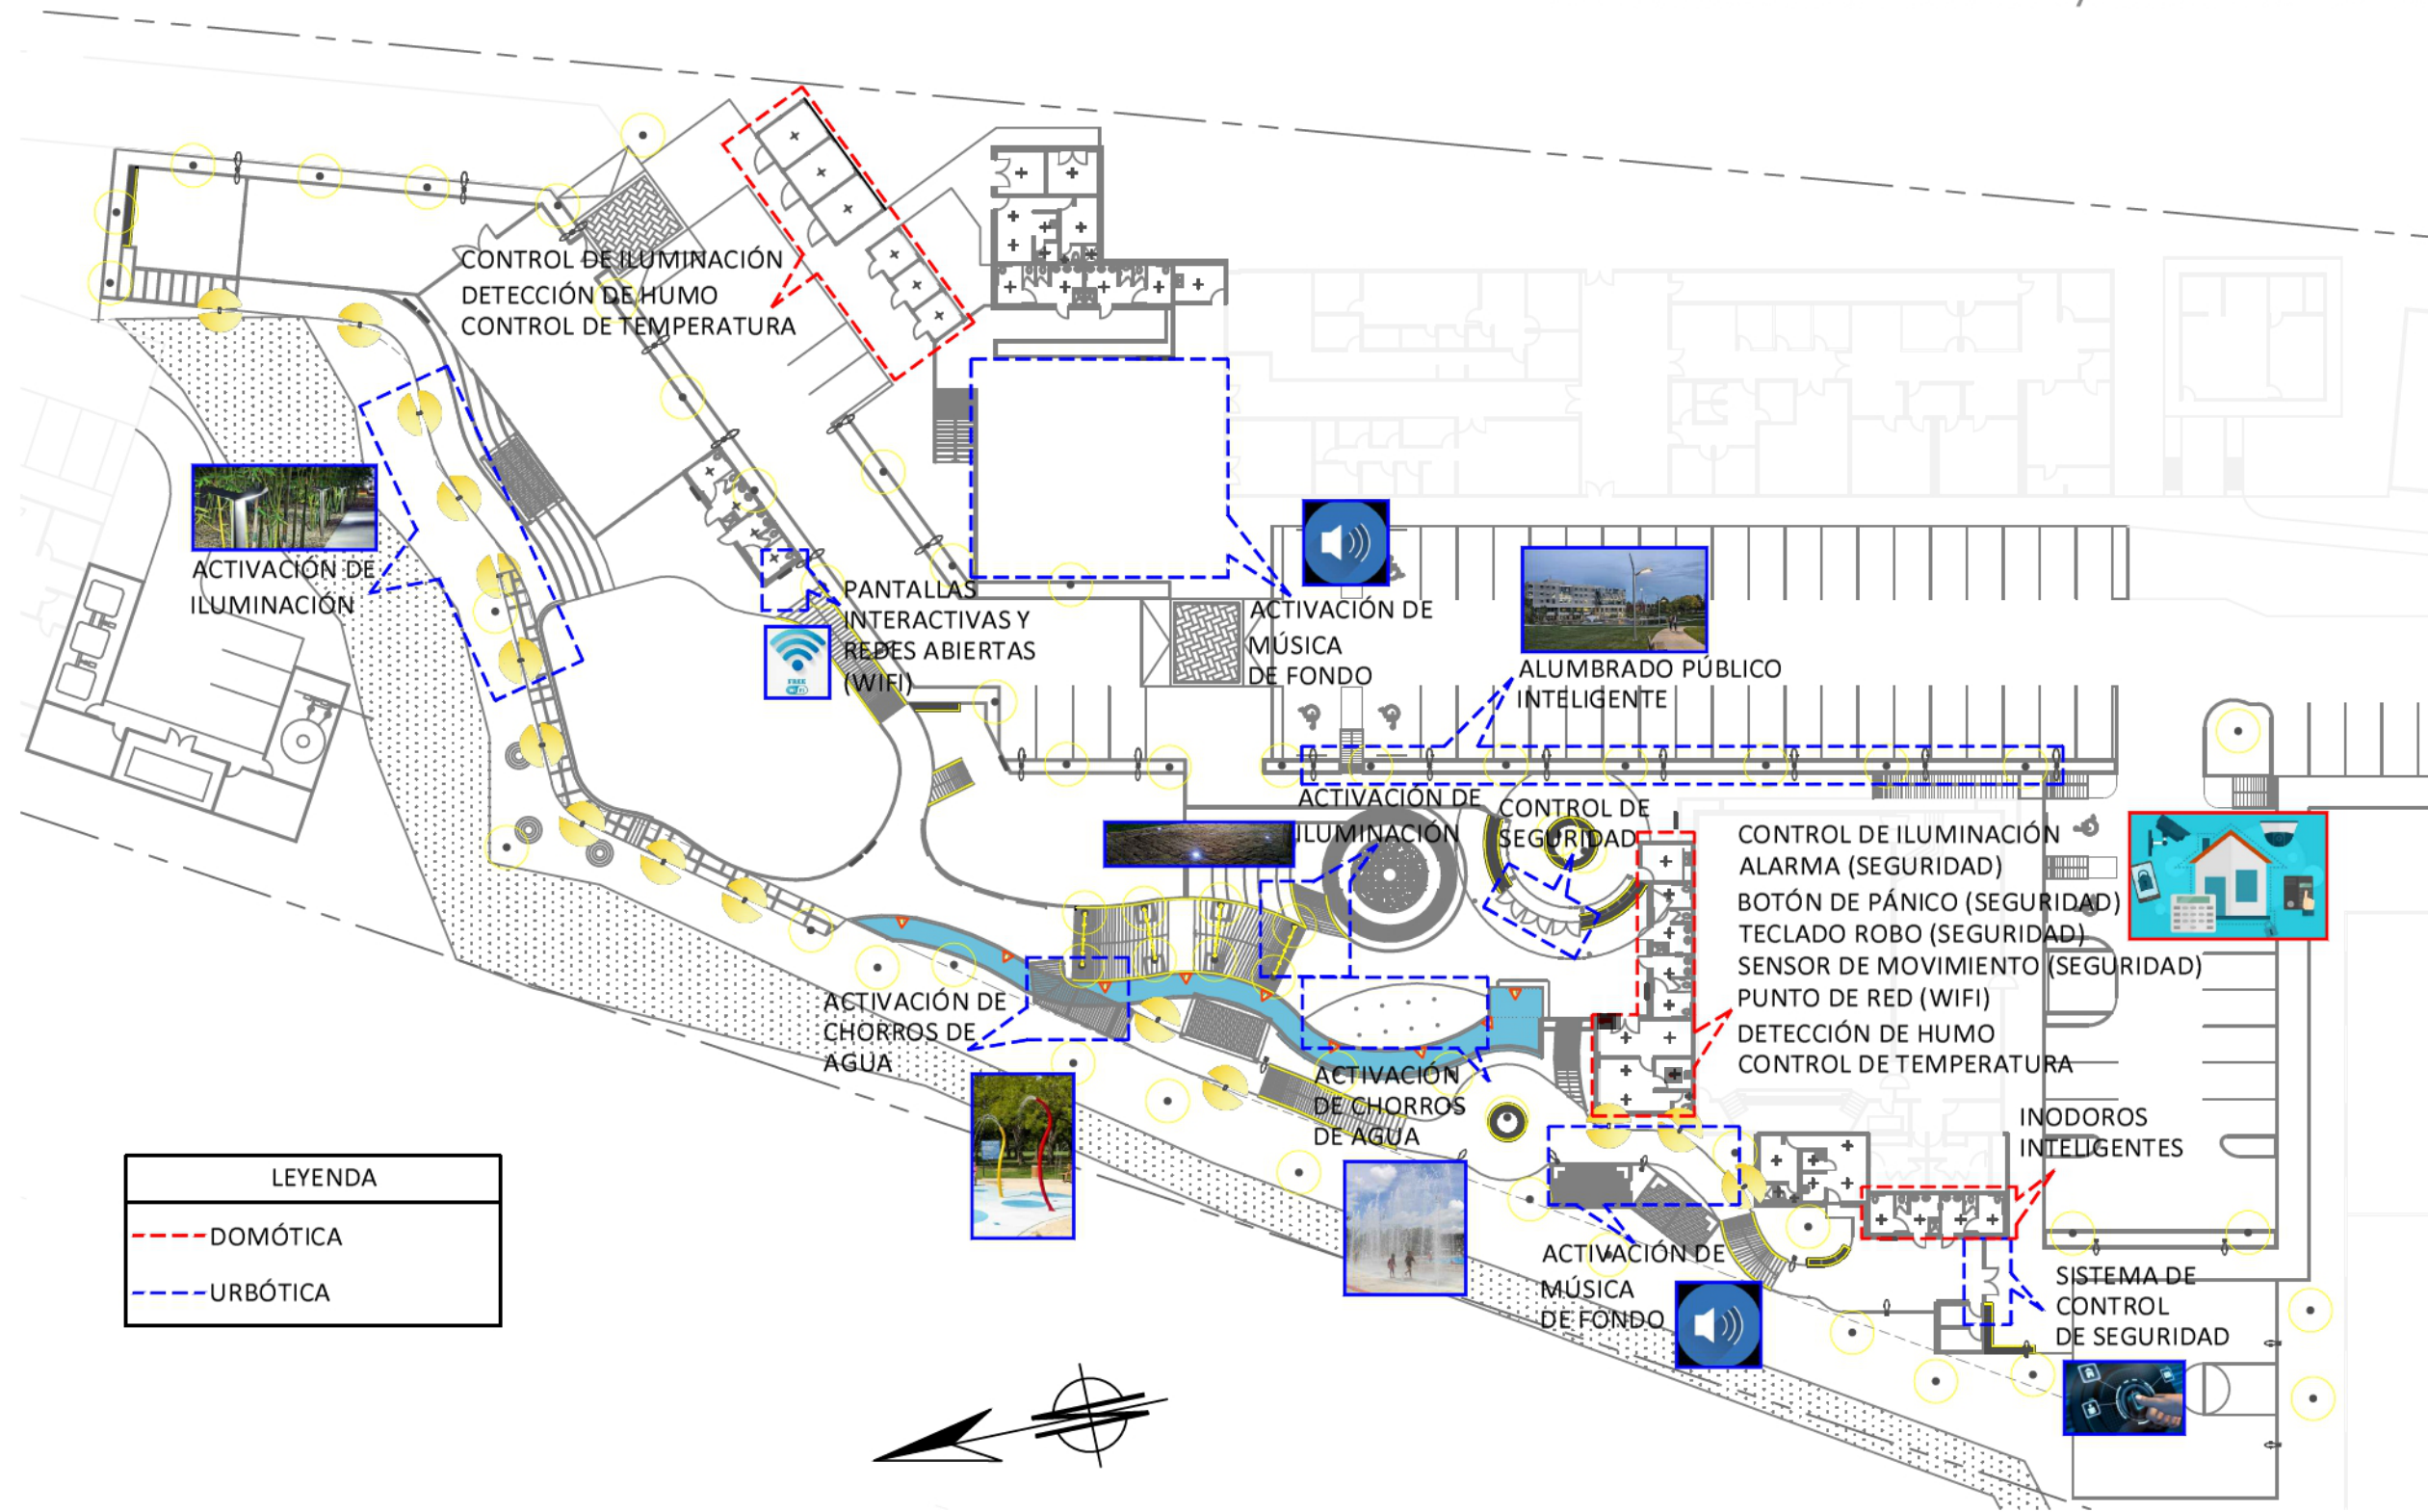 CONTROL DE ILUMINACIÓN
DETECCIÓN DE HUMO
CONTROL DE TEMPERATURA
ACTIVACIÓN DE
ILUMINACIÓN
PANTALLAS
INTERACTIVAS Y
REDES ABIERTAS
(WIFI)
FREE
Wi Fi
ACTIVACIÓN DE
MÚSICA
DE FONDO
ALUMBRADO PÚBLICO
INTELIGENTE
ACTIVACIÓN DE
ILUMINACIÓN
CONTROL DE
SEGURIDAD
CONTROL DE ILUMINACIÓN
ALARMA (SEGURIDAD)
BOTÓN DE PÁNICO (SEGURIDAD)
TECLADO ROBO (SEGURIDAD)
SENSOR DE MOVIMIENTO (SEGURIDAD)
PUNTO DE RED (WIFI)
DETECCIÓN DE HUMO
CONTROL DE TEMPERATURA
ACTIVACIÓN DE
CHORROS DE
AGUA
ACTIVACIÓN
DE CHORROS
DE AGUA
INODOROS
INTELIGENTES
ACTIVACIÓN DE
MÚSICA
DE FONDO
SISTEMA DE
CONTROL
DE SEGURIDAD
LEYENDA
DOMÓTICA
URBÓTICA